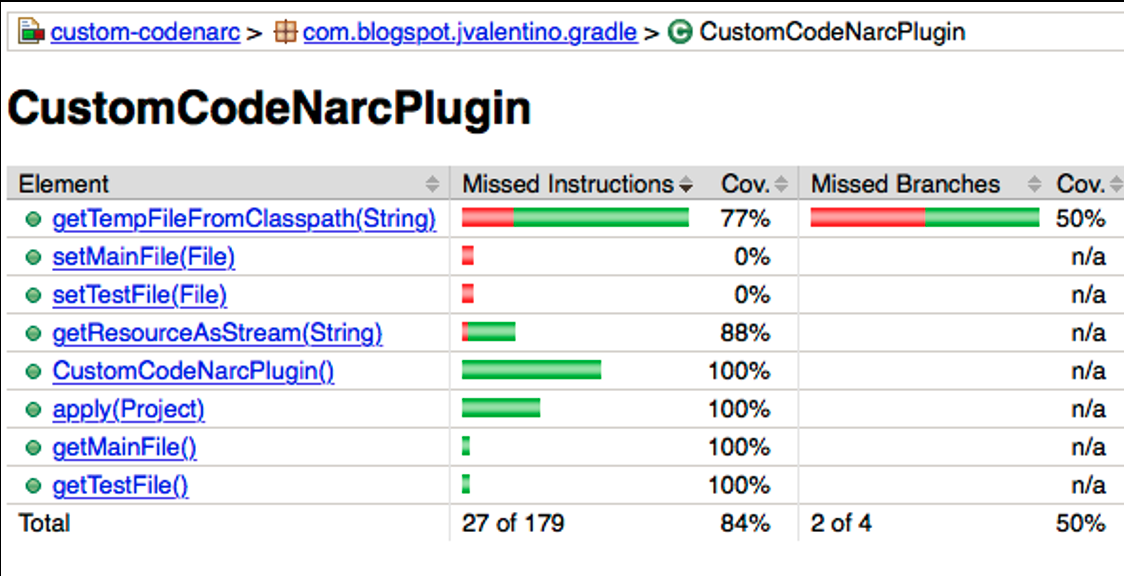 custom-codenarc > com.blogspot.jvalentino.gradle > CustomCodeNarcPlugin
CustomCodeNarcPlugin
Element Missed Instructions Cov. Missed Branches Cov.
getTempFileFromClasspath(String) 77% 50%
setMainFile(File) 0% n/a
setTestFile(File) 0% n/a
getResourceAsStream(String) 88% n/a
CustomCodeNarcPlugin() 100% n/a
apply(Project) 100% n/a
getMainFile() 100% n/a
getTestFile() 100% n/a
Total 27 of 179 84% 2 of 4 50%